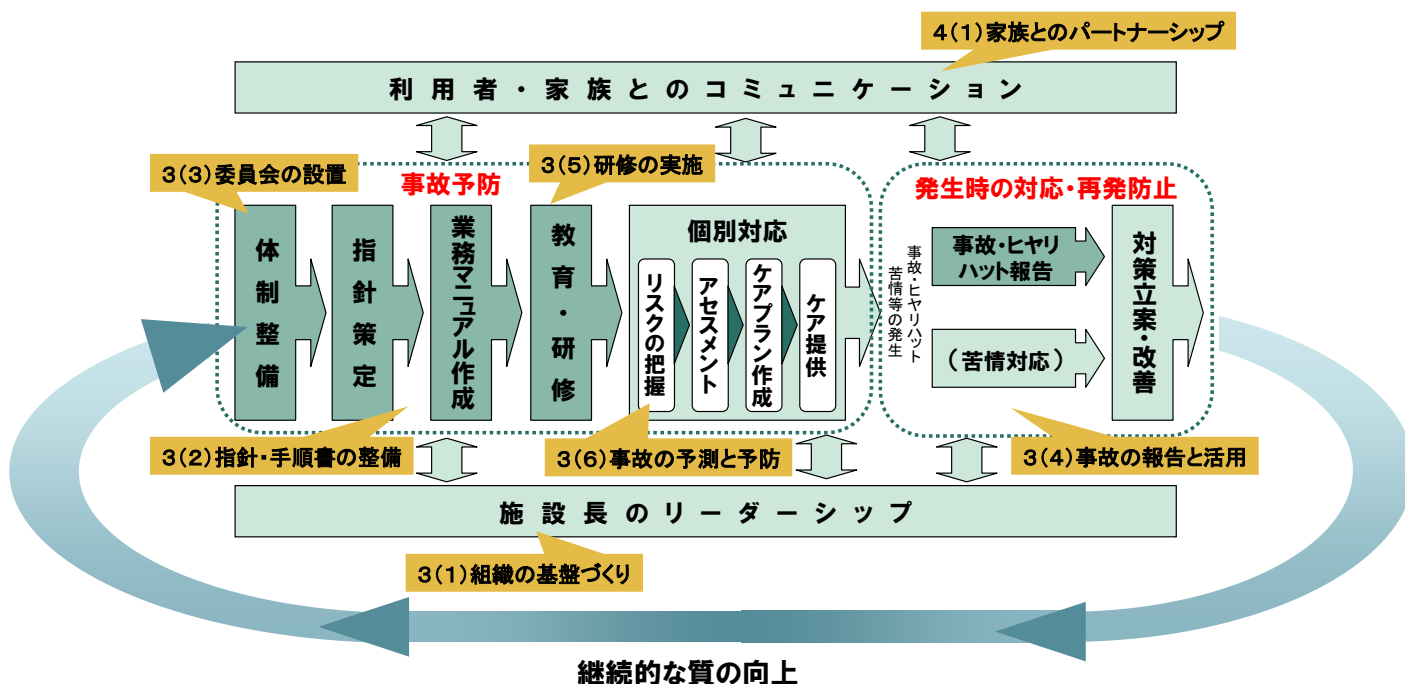 4(1)家族とのパートナーシップ
利用者・家族とのコミュニケーション
3(3)委員会の設置
事故予防
3(5)研修の実施
発生時の対応・再発防止
体制整備
指針策定
業務マニュアル作成
教育・研修
個別対応
リスクの把握
アセスメント
ケアプラン作成
ケア提供
事故・ヒヤリハット
苦情等の発生
事故・ヒヤリ
ハット報告
(苦情対応)
対策立案・改善
3(2)指針・手順書の整備
3(6)事故の予測と予防
3(4)事故の報告と活用
施設長のリーダーシップ
3(1)組織の基盤づくり
継続的な質の向上